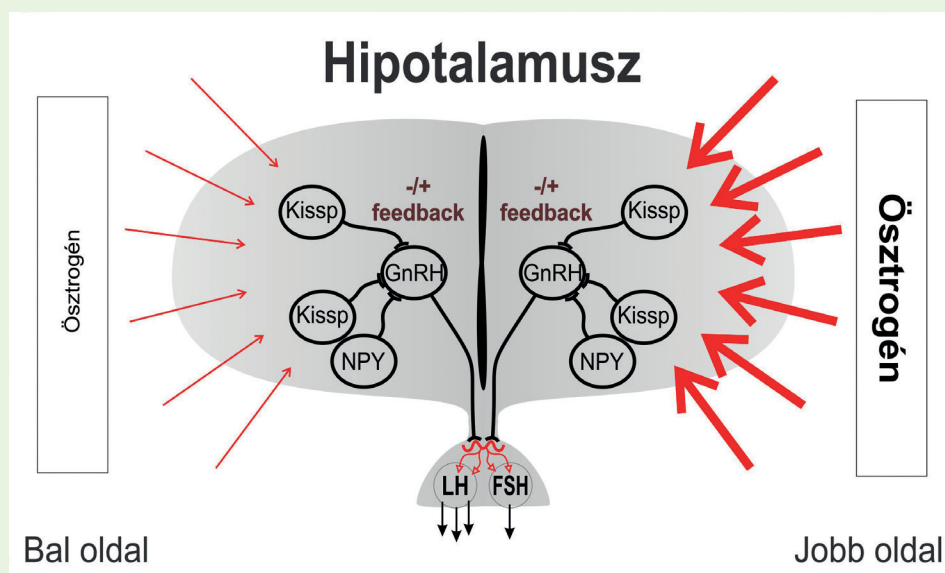 Hipotalamusz
Ösztrogén
-/+
feedback
-/+
feedback
Kissp
Kissp
GnRH
GnRH
Kissp
Kissp
NPY
NPY
Ösztrogén
LH
FSH
Bal oldal
Jobb oldal